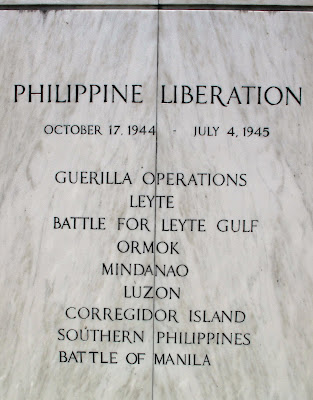 PHILIPPINE LIBERATION
OCTOBER 17, 1944 - JULY 4, 1945
GUERILLA OPERATIONS
LEYTE
BATTLE FOR LEYTE GULF
ORMOK
MINDANAO
LUZON
CORREGIDOR ISLAND
SOUTHERN PHILIPPINES
BATTLE OF MANILA